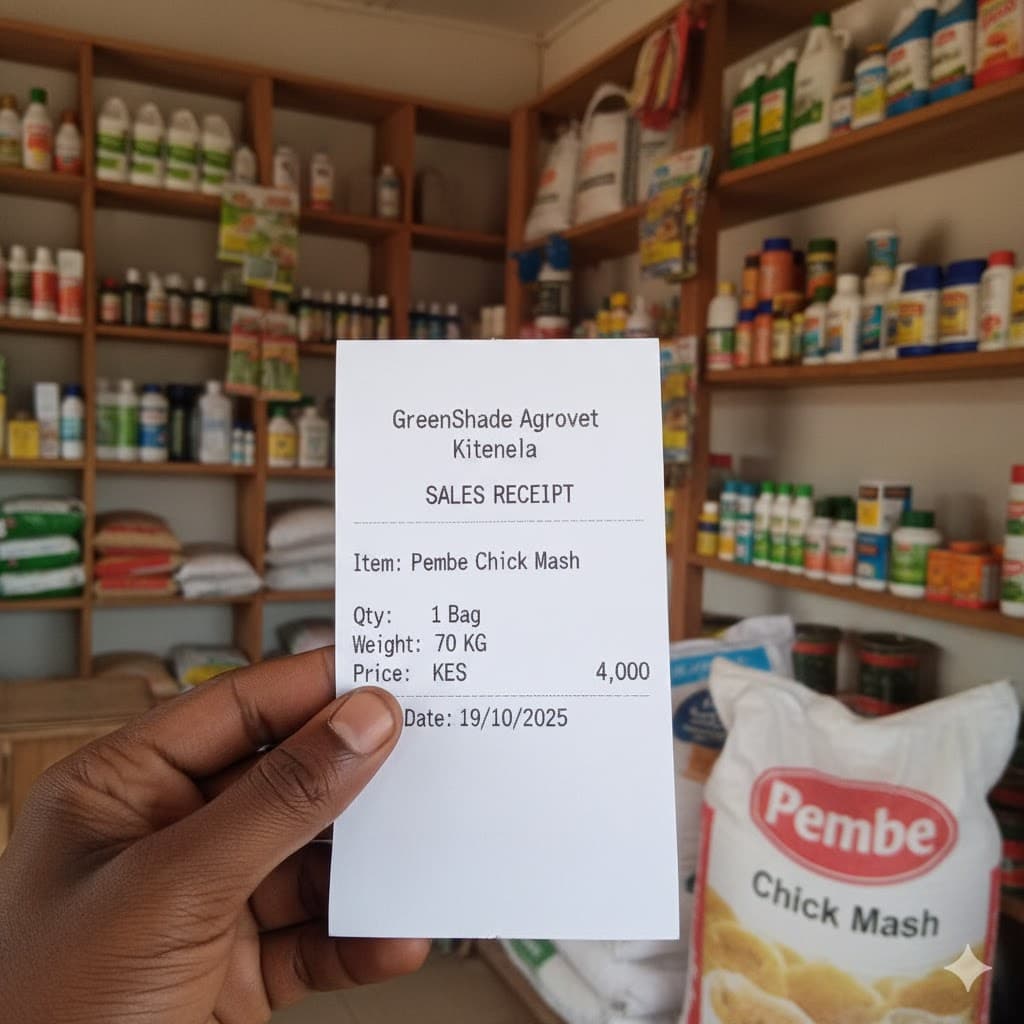 GreenShade Agrovet
Kitenela
SALES RECEIPT
Item: Pembe Chick Mash
Qty: 1 Bag
Weight: 70 KG
Price: KES 4,000
Date: 19/10/2025
Pembe
Chick Mash